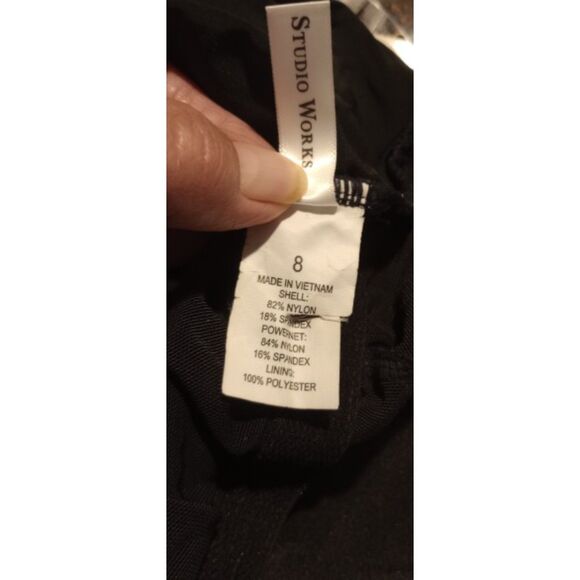 STUDIO WORKS
8
MADE IN VIETNAM
SHELL:
82% NYLON
18% SPANDEX
POWERNET:
84% NYLON
16% SPANDEX
LINING:
100% POLYESTER